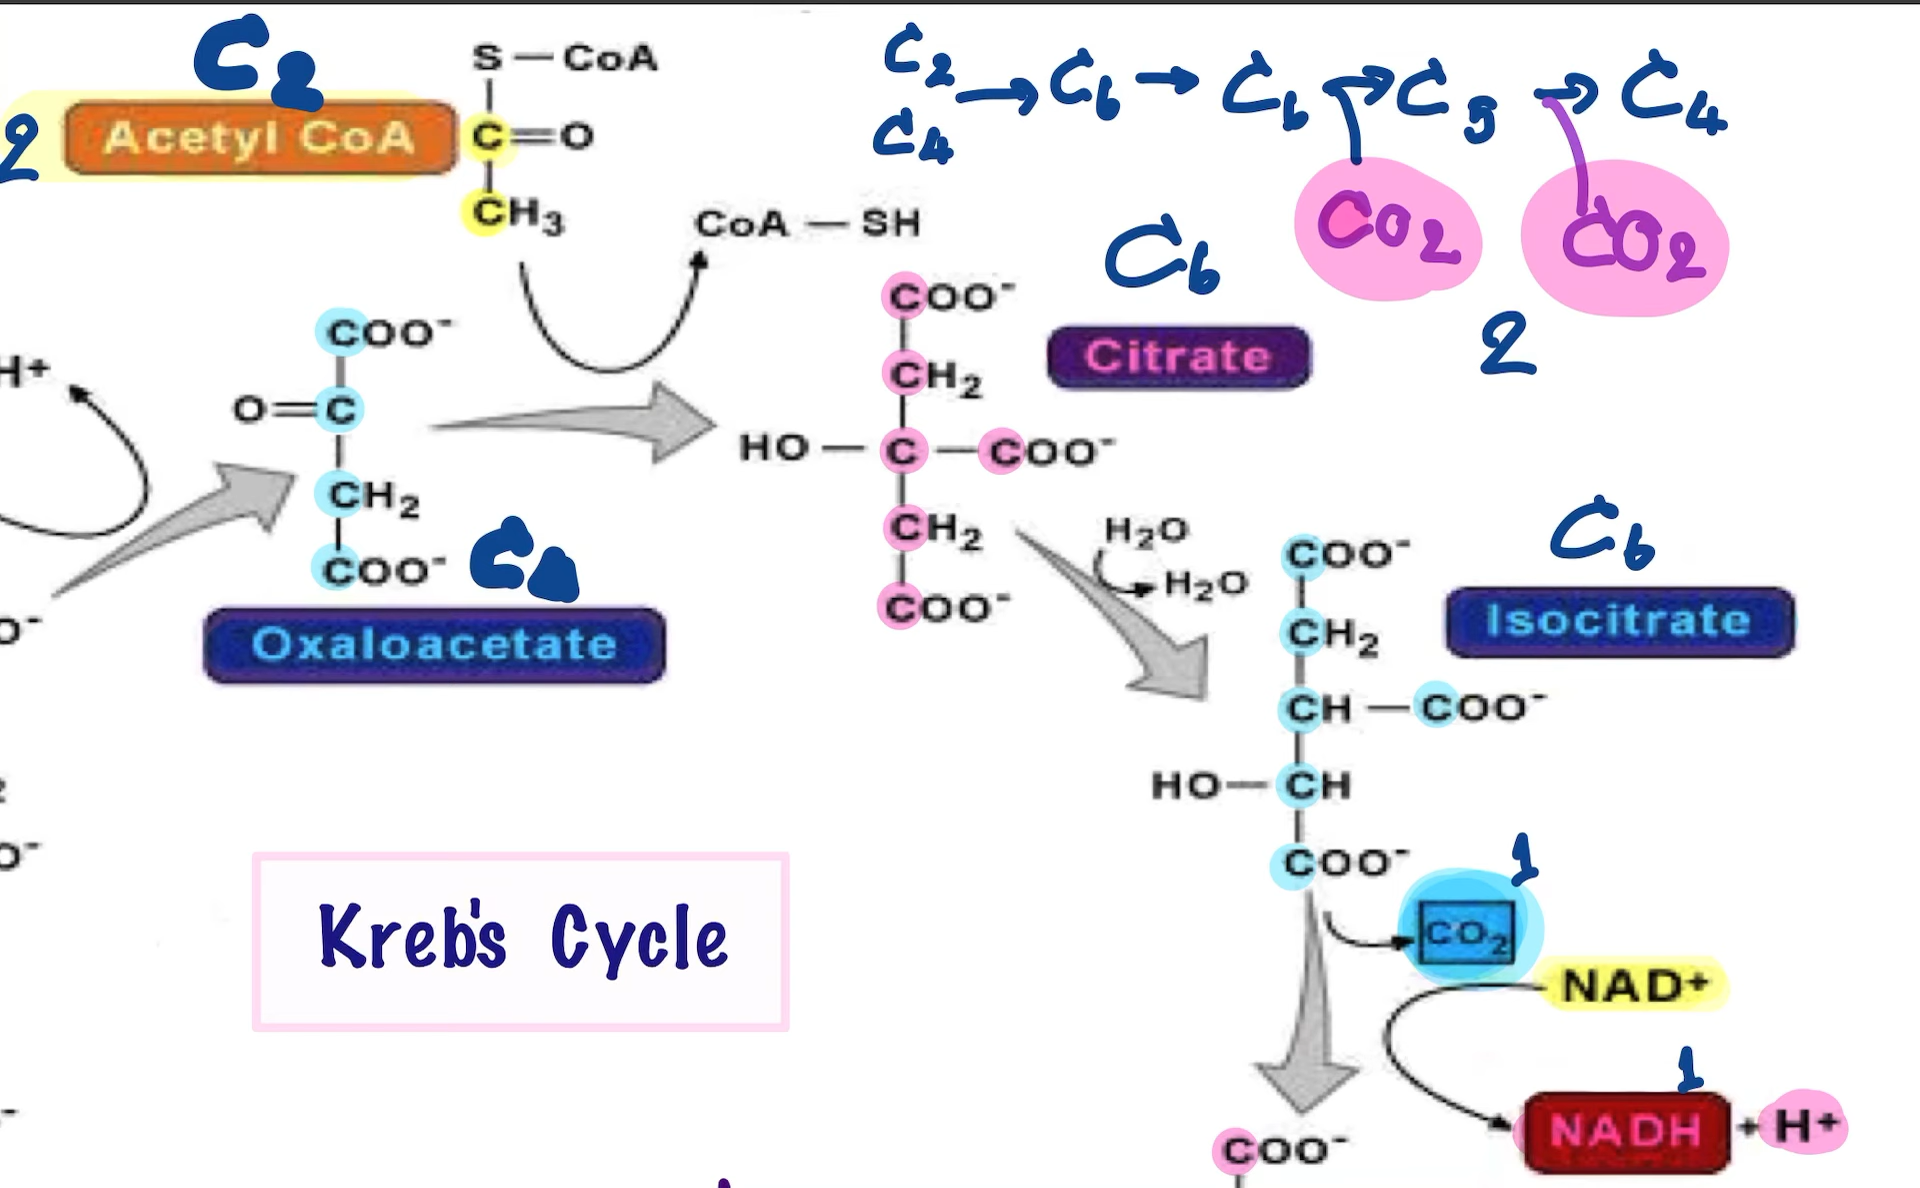 C2
S — CoA
2 Acetyl CoA
C=O
CH3
C2
C4 → C6 → C6 → C5 → C4
CO2 CO2
2
CoA — SH
H+
COO-
O=C
CH2
COO- C4
Oxaloacetate
C6
Citrate
COO-
CH2
HO — C — COO-
CH2
COO-
H2O
H2O
C6
Isocitrate
COO-
CH2
CH — COO-
HO — CH
COO-
O-
O-
Kreb's Cycle
1
CO2
NAD+
1
NADH + H+
COO-